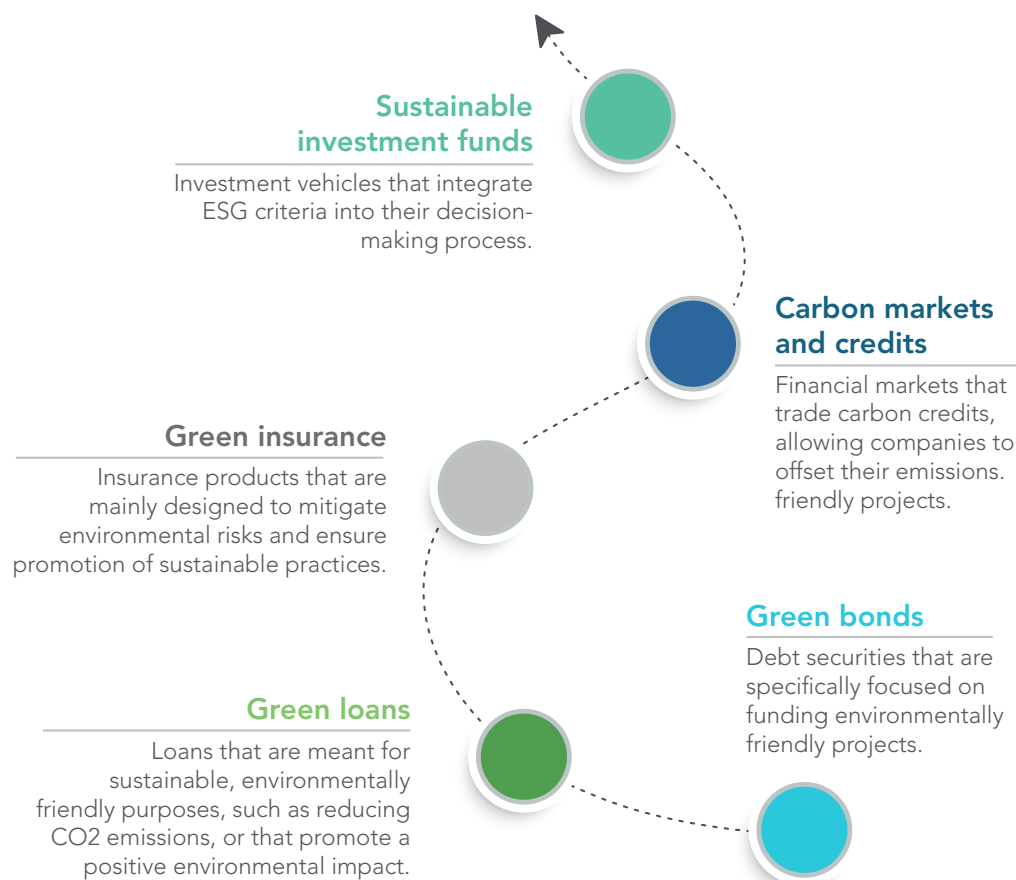 Sustainable
investment funds
Investment vehicles that integrate
ESG criteria into their decision-
making process.
Carbon markets
and credits
Financial markets that
trade carbon credits,
allowing companies to
offset their emissions.
friendly projects.
Green insurance
Insurance products that are
mainly designed to mitigate
environmental risks and ensure
promotion of sustainable practices.
Green bonds
Debt securities that are
specifically focused on
funding environmentally
friendly projects.
Green loans
Loans that are meant for
sustainable, environmentally
friendly purposes, such as reducing
CO2 emissions, or that promote a
positive environmental impact.